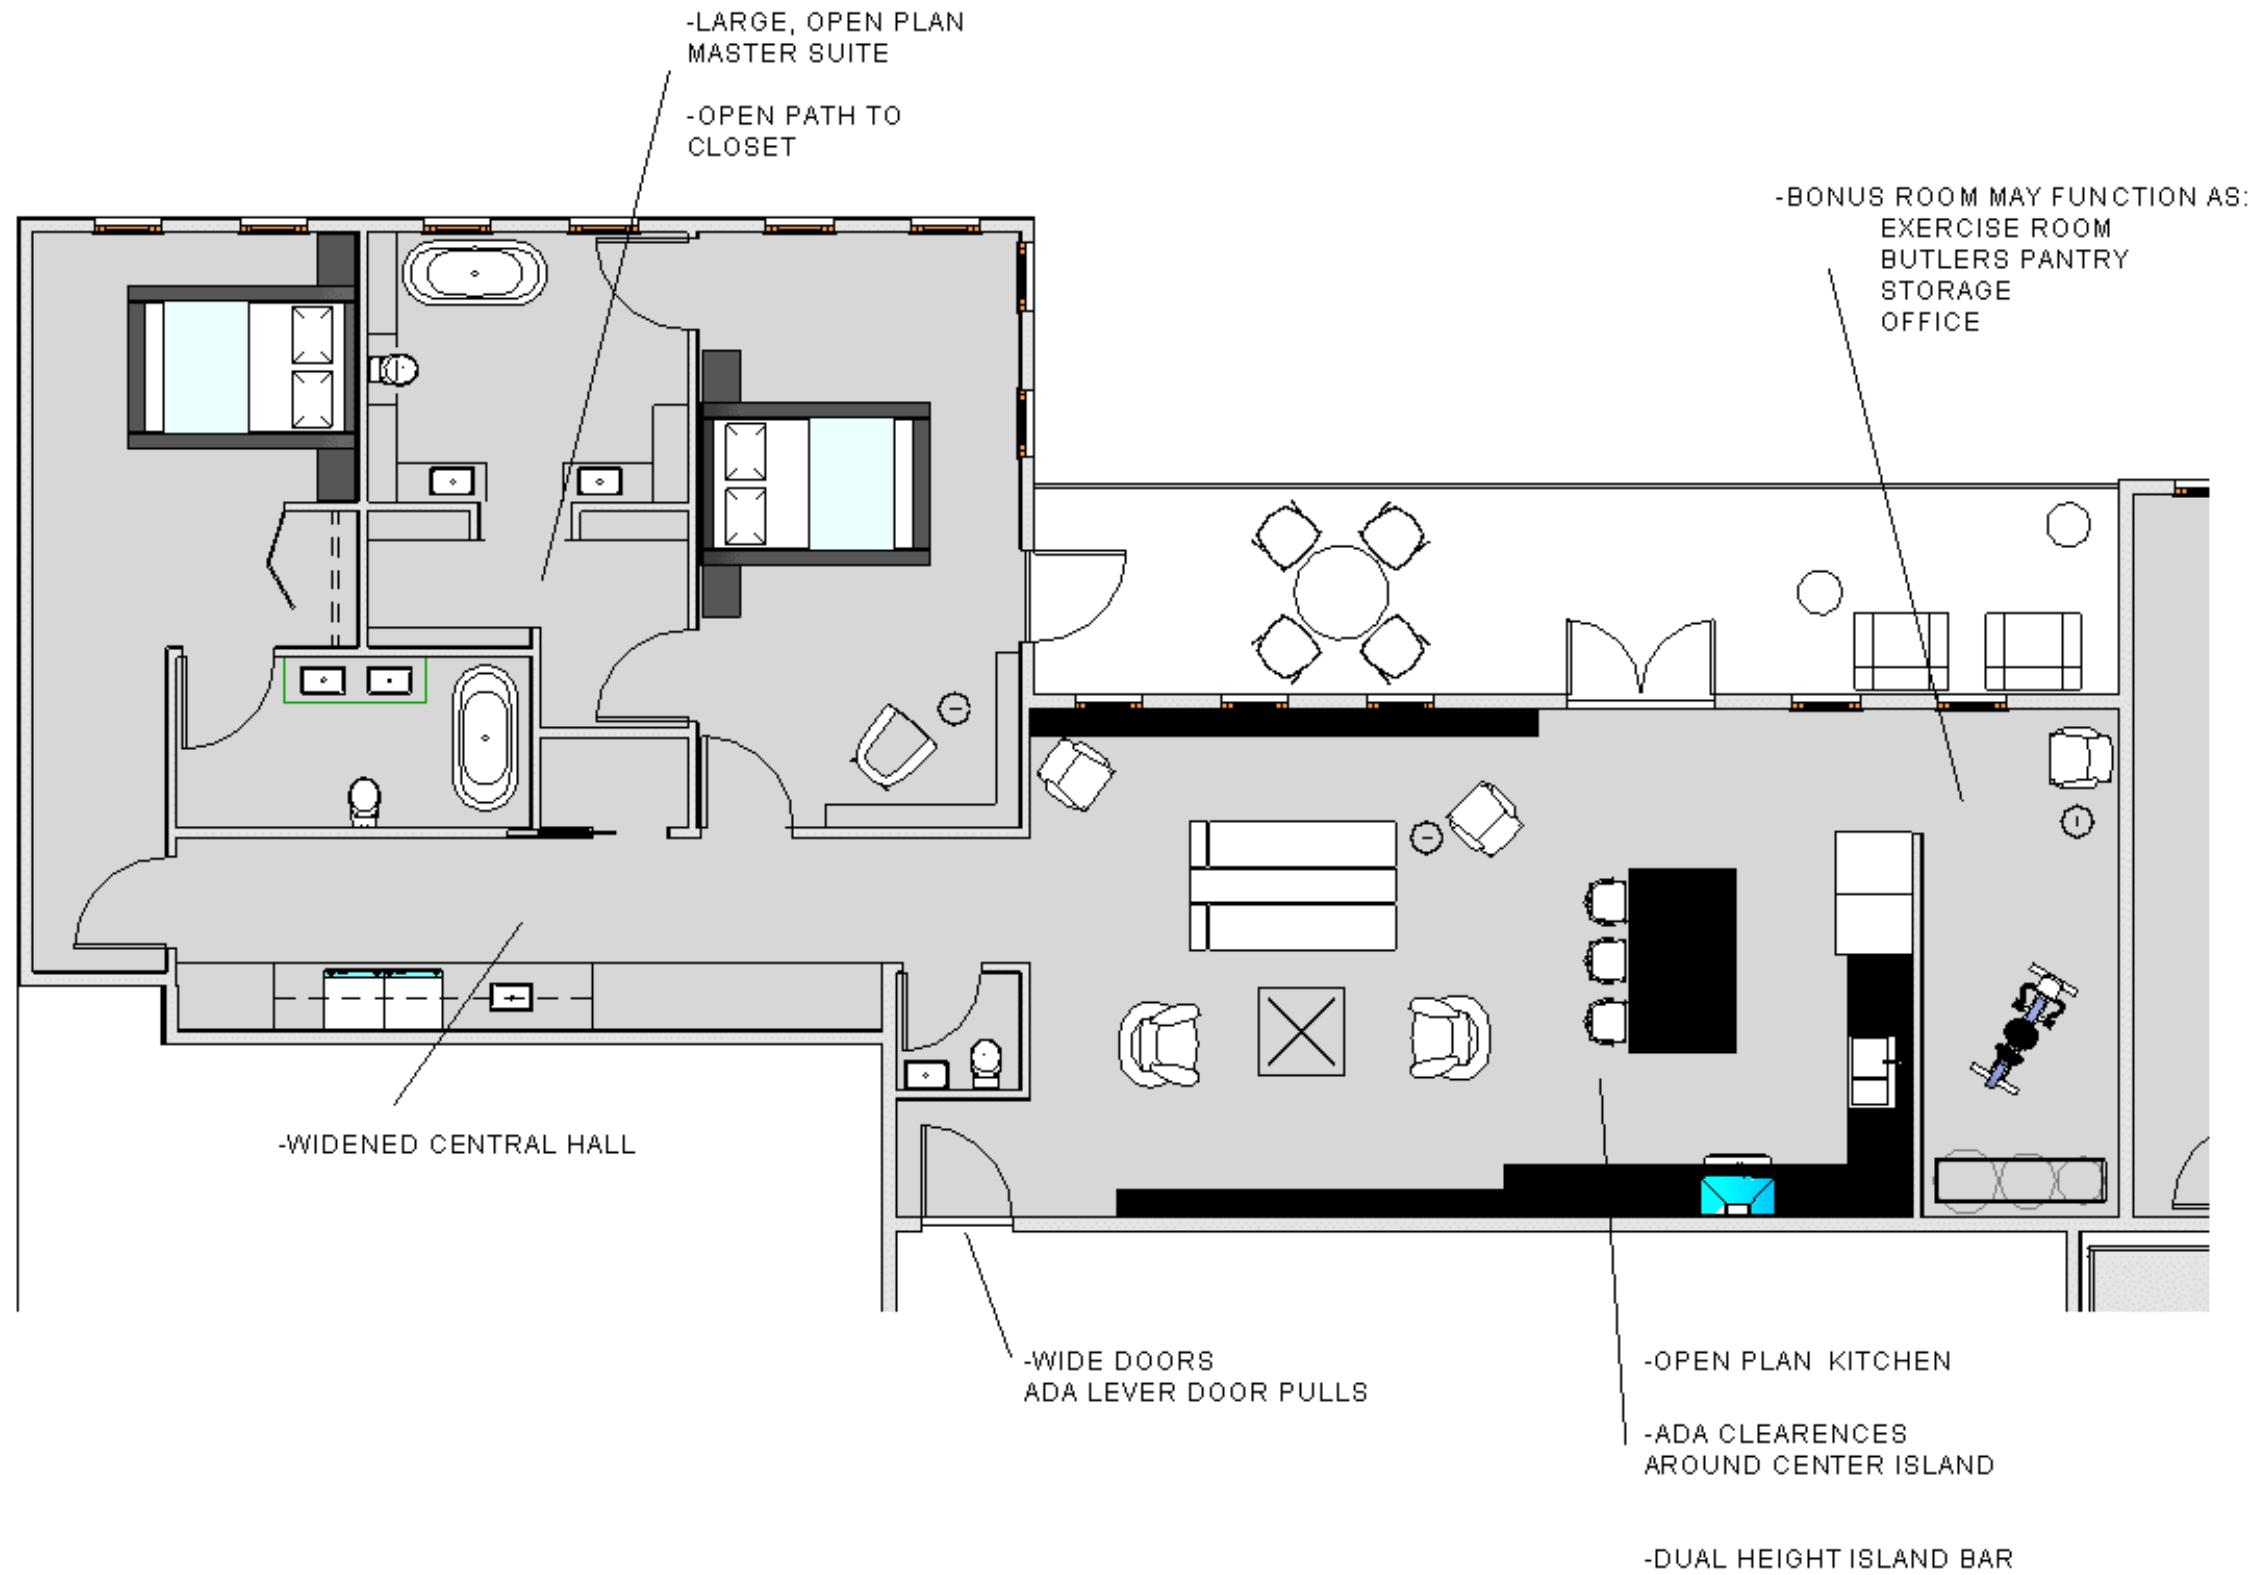 -LARGE, OPEN PLAN
MASTER SUITE
-OPEN PATH TO
CLOSET
-BONUS ROOM MAY FUNCTION AS:
EXERCISE ROOM
BUTLERS PANTRY
STORAGE
OFFICE
-WIDENED CENTRAL HALL
-WIDE DOORS
ADA LEVER DOOR PULLS
-OPEN PLAN KITCHEN
-ADA CLEARENCES
AROUND CENTER ISLAND
-DUAL HEIGHT ISLAND BAR